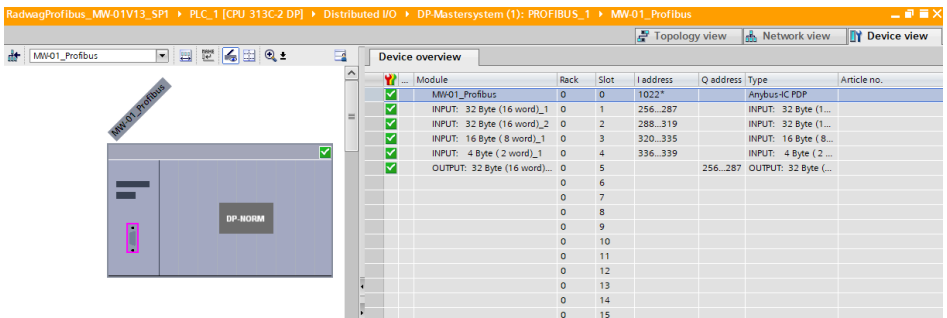 RadwagProfibus_MW-01V13_SP1 ▸ PLC_1 [CPU 313C-2 DP] ▸ Distributed I/O ▸ DP-Mastersystem (1): PROFIBUS_1 ▸ MW-01_Profibus
Topology view Network view Device view
MW-01_Profibus
Device overview
... Module Rack Slot I address Q address Type Article no.
MW-01_Profibus 0 0 1022* Anybus-IC PDP
INPUT: 32 Byte (16 word)_1 0 1 256...287 INPUT: 32 Byte (1...
INPUT: 32 Byte (16 word)_2 0 2 288...319 INPUT: 32 Byte (1...
INPUT: 16 Byte ( 8 word)_1 0 3 320...335 INPUT: 16 Byte ( 8...
INPUT: 4 Byte ( 2 word)_1 0 4 336...339 INPUT: 4 Byte ( 2 ...
OUTPUT: 32 Byte (16 word)... 0 5 256...287 OUTPUT: 32 Byte (...
0 6
0 7
0 8
0 9
0 10
0 11
0 12
0 13
0 14
0 15
MW-01_Profibus
DP-NORM